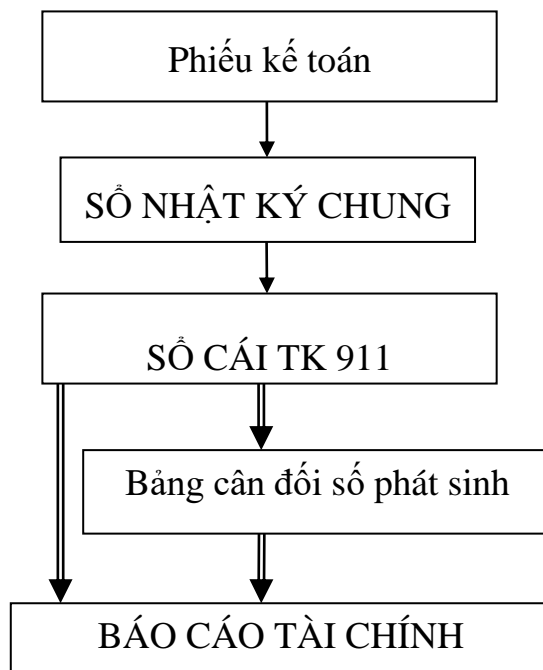 Phiếu kế toán
SỔ NHẬT KÝ CHUNG
SỔ CÁI TK 911
Bảng cân đối số phát sinh
BÁO CÁO TÀI CHÍNH